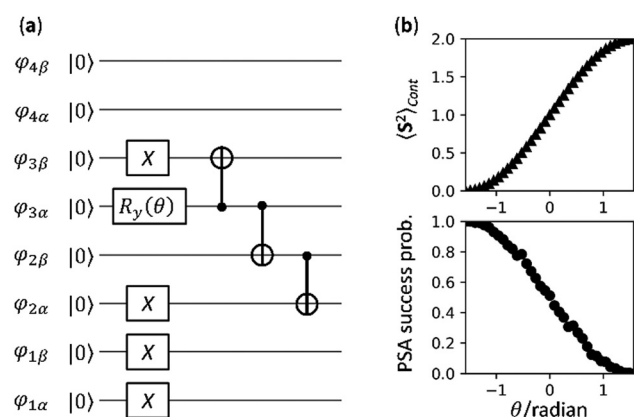 (a)
φ4β |0⟩
φ4α |0⟩
φ3β |0⟩ X
φ3α |0⟩ Ry(θ)
φ2β |0⟩
φ2α |0⟩ X
φ1β |0⟩ X
φ1α |0⟩ X
(b)
⟨S²⟩Cont
2.0
1.5
1.0
0.5
0.0
−1 0 1
PSA success prob.
1.0
0.8
0.6
0.4
0.2
0.0
−1 0 1
θ/radian